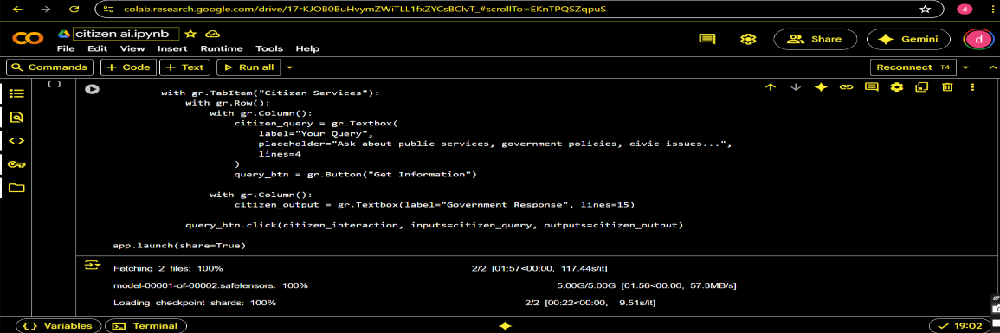 colab.research.google.com/drive/17rKJOB0BuHvymZWiTLL1fxZYCsBClvT_#scrollTo=EKnTPQSZqpuS
d
CO
citizen ai.ipynb
File Edit View Insert Runtime Tools Help
Share
Gemini
d
Commands + Code + Text Run all
Reconnect T4
[ ]
with gr.TabItem("Citizen Services"):
with gr.Row():
with gr.Column():
citizen_query = gr.Textbox(
label="Your Query",
placeholder="Ask about public services, government policies, civic issues...",
lines=4
)
query_btn = gr.Button("Get Information")
with gr.Column():
citizen_output = gr.Textbox(label="Government Response", lines=15)
query_btn.click(citizen_interaction, inputs=citizen_query, outputs=citizen_output)
app.launch(share=True)
Fetching 2 files: 100% 2/2 [01:57<00:00, 117.44s/it]
model-00001-of-00002.safetensors: 100% 5.00G/5.00G [01:56<00:00, 57.3MB/s]
Loading checkpoint shards: 100% 2/2 [00:22<00:00, 9.51s/it]
{ } Variables Terminal
19:02